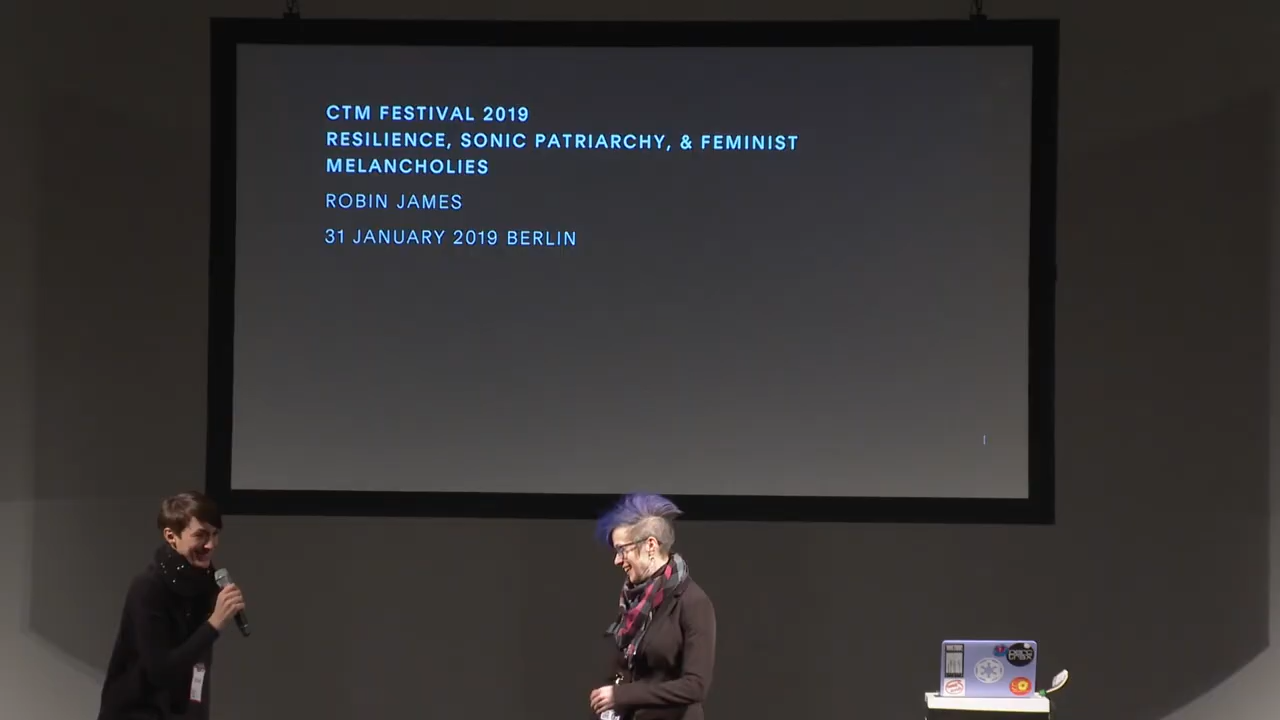 CTM FESTIVAL 2019
RESILIENCE, SONIC PATRIARCHY, & FEMINIST
MELANCHOLIES
ROBIN JAMES
31 JANUARY 2019 BERLIN